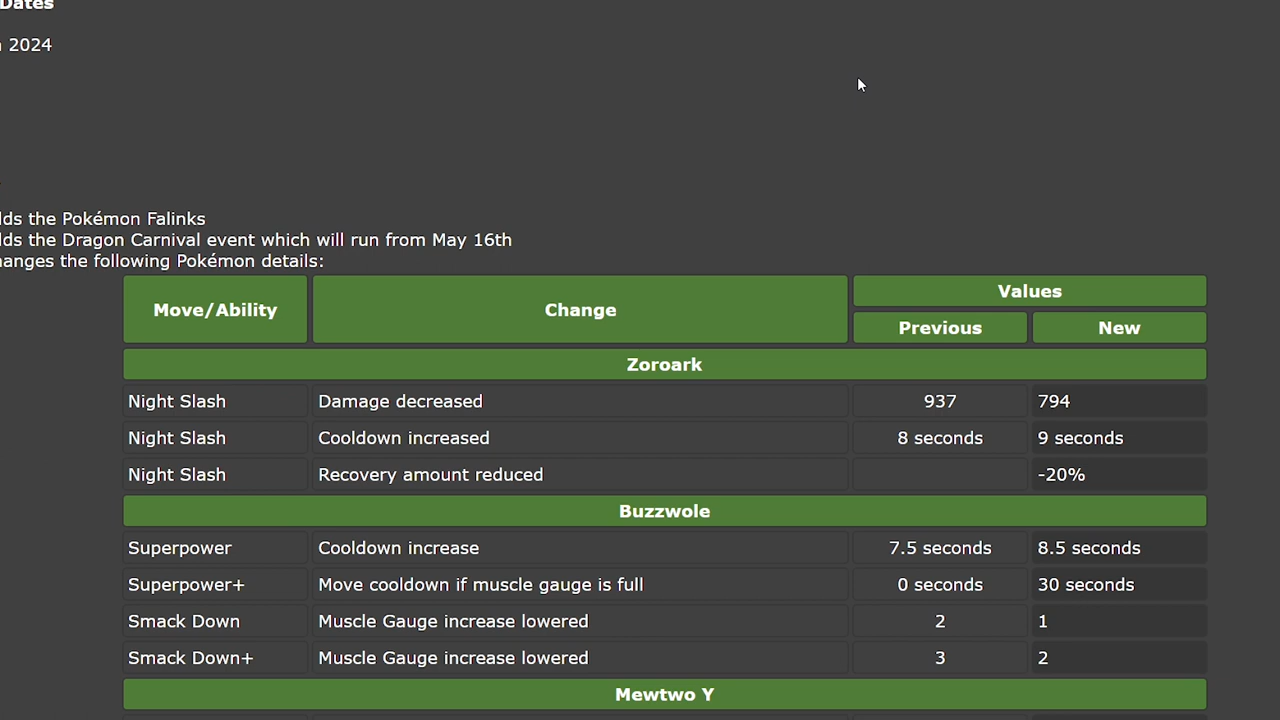 Dates
2024
lds the Pokémon Falinks
lds the Dragon Carnival event which will run from May 16th
hanges the following Pokémon details:
Move/Ability Change Values
Previous New
Zoroark
Night Slash Damage decreased 937 794
Night Slash Cooldown increased 8 seconds 9 seconds
Night Slash Recovery amount reduced -20%
Buzzwole
Superpower Cooldown increase 7.5 seconds 8.5 seconds
Superpower+ Move cooldown if muscle gauge is full 0 seconds 30 seconds
Smack Down Muscle Gauge increase lowered 2 1
Smack Down+ Muscle Gauge increase lowered 3 2
Mewtwo Y